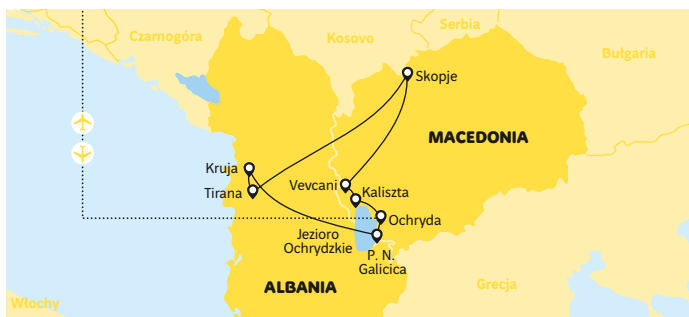 Czarnogóra
Kosovo
Serbia
Bułgaria
Skopje
MACEDONIA
Kruja
Tirana
Vevcani
Kaliszta
Ochryda
Jezioro
Ochrydzkie
P. N.
Galicica
ALBANIA
Grecja
Włochy